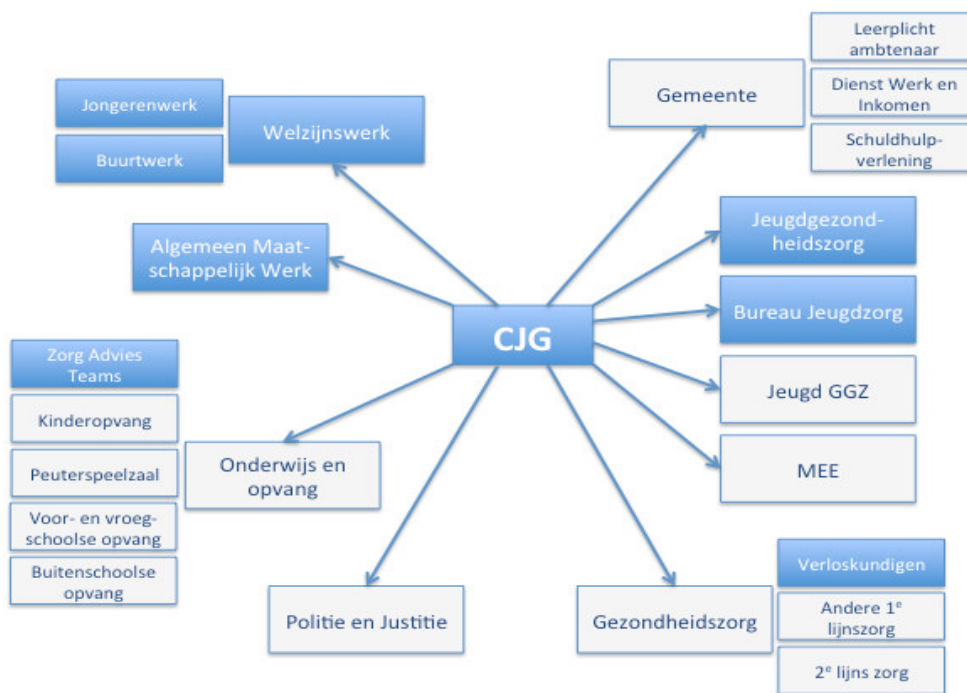 Leerplicht
ambtenaar
Gemeente
Dienst Werk en
Inkomen
Schuldhulp-
verlening
Jongerenwerk
Buurtwerk
Welzijnswerk
Algemeen Maat-
schappelijk Werk
Jeugdgezond-
heidszorg
Bureau Jeugdzorg
CJG
Jeugd GGZ
MEE
Zorg Advies
Teams
Kinderopvang
Peuterspeelzaal
Voor- en vroeg-
schoolse opvang
Buitenschoolse
opvang
Onderwijs en
opvang
Politie en Justitie
Gezondheidszorg
Verloskundigen
Andere 1e
lijnszorg
2e lijns zorg